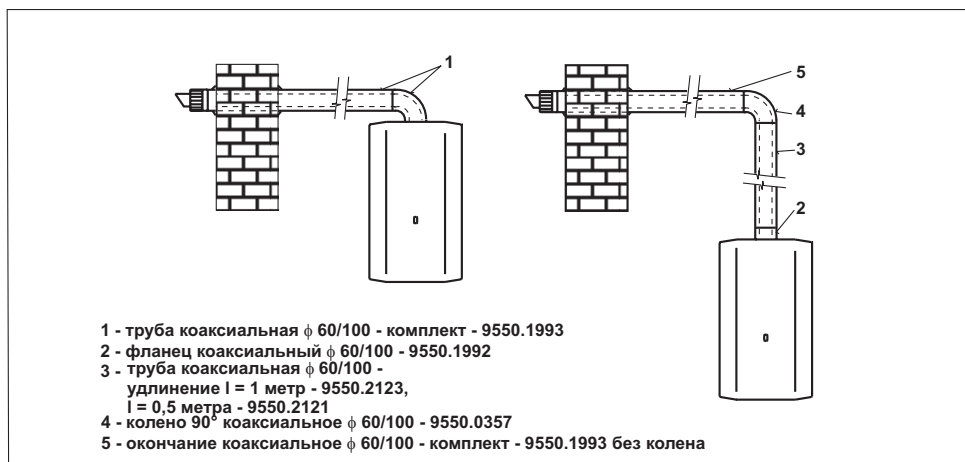 1
5
4
3
2
1 - труба коаксиальная ϕ 60/100 - комплект - 9550.1993
2 - фланец коаксиальный ϕ 60/100 - 9550.1992
3 - труба коаксиальная ϕ 60/100 -
удлинение l = 1 метр - 9550.2123,
l = 0,5 метра - 9550.2121
4 - колено 90° коаксиальное ϕ 60/100 - 9550.0357
5 - окончание коаксиальное ϕ 60/100 - комплект - 9550.1993 без колена